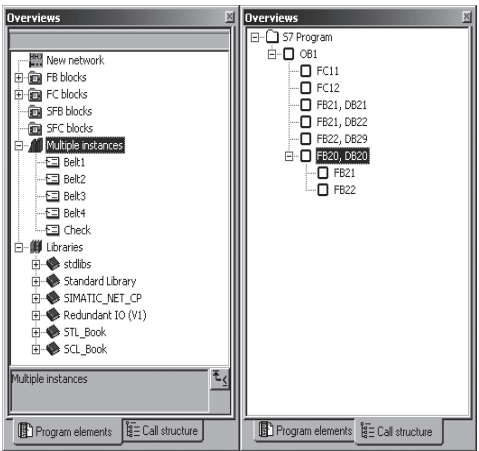 Overviews
New network
FB blocks
FC blocks
SFB blocks
SFC blocks
Multiple instances
Belt1
Belt2
Belt3
Belt4
Check
Libraries
stdlibs
Standard Library
SIMATIC_NET_CP
Redundant IO (V1)
STL_Book
SCL_Book
Multiple instances
Program elements
Call structure
Overviews
S7 Program
OB1
FC11
FC12
FB21, DB21
FB21, DB22
FB22, DB29
FB20, DB20
FB21
FB22
Program elements
Call structure